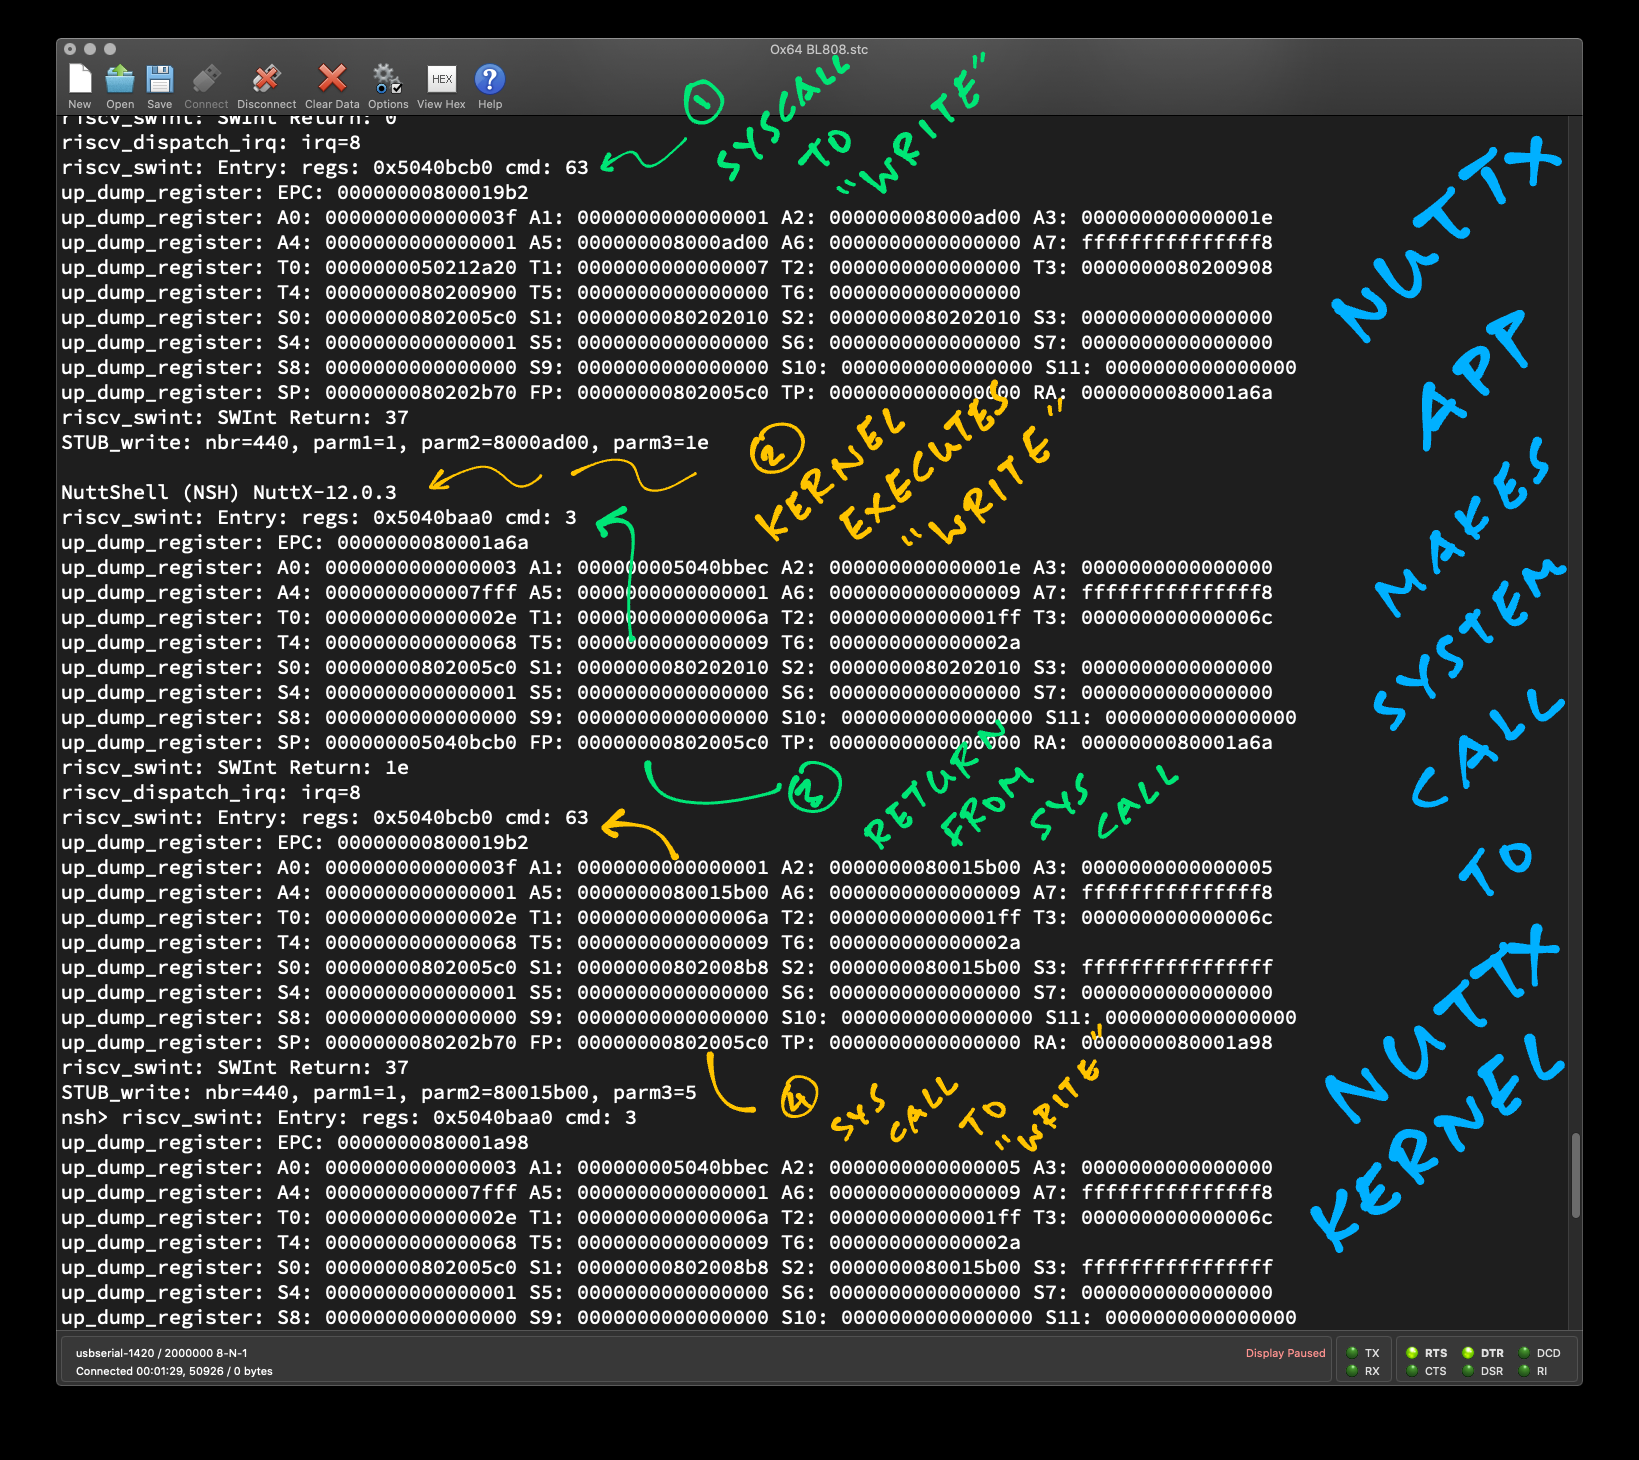 Ox64 BL808.stc
New Open Save Connect Disconnect Clear Data Options View Hex Help
HEX
riscv_swint: SWInt Return: 0
riscv_dispatch_irq: irq=8
riscv_swint: Entry: regs: 0x5040bcb0 cmd: 63
up_dump_register: EPC: 00000000800019b2
up_dump_register: A0: 000000000000003f A1: 0000000000000001 A2: 000000008000ad00 A3: 000000000000001e
up_dump_register: A4: 0000000000000001 A5: 000000008000ad00 A6: 0000000000000000 A7: fffffffffffffff8
up_dump_register: T0: 0000000050212a20 T1: 0000000000000007 T2: 0000000000000000 T3: 0000000080200908
up_dump_register: T4: 0000000080200900 T5: 0000000000000000 T6: 0000000000000000
up_dump_register: S0: 00000000802005c0 S1: 0000000080202010 S2: 0000000080202010 S3: 0000000000000000
up_dump_register: S4: 0000000000000001 S5: 0000000000000000 S6: 0000000000000000 S7: 0000000000000000
up_dump_register: S8: 0000000000000000 S9: 0000000000000000 S10: 0000000000000000 S11: 0000000000000000
up_dump_register: SP: 0000000080202b70 FP: 00000000802005c0 TP: 0000000000000000 RA: 0000000080001a6a
riscv_swint: SWInt Return: 37
STUB_write: nbr=440, parm1=1, parm2=8000ad00, parm3=1e
NuttShell (NSH) NuttX-12.0.3
riscv_swint: Entry: regs: 0x5040baa0 cmd: 3
up_dump_register: EPC: 0000000080001a6a
up_dump_register: A0: 0000000000000003 A1: 000000005040bbec A2: 000000000000001e A3: 0000000000000000
up_dump_register: A4: 0000000000007fff A5: 0000000000000001 A6: 0000000000000009 A7: fffffffffffffff8
up_dump_register: T0: 000000000000002e T1: 000000000000006a T2: 00000000000001ff T3: 000000000000006c
up_dump_register: T4: 0000000000000068 T5: 0000000000000009 T6: 000000000000002a
up_dump_register: S0: 00000000802005c0 S1: 0000000080202010 S2: 0000000080202010 S3: 0000000000000000
up_dump_register: S4: 0000000000000001 S5: 0000000000000000 S6: 0000000000000000 S7: 0000000000000000
up_dump_register: S8: 0000000000000000 S9: 0000000000000000 S10: 0000000000000000 S11: 0000000000000000
up_dump_register: SP: 000000005040bcb0 FP: 00000000802005c0 TP: 0000000000000000 RA: 0000000080001a6a
riscv_swint: SWInt Return: 1e
riscv_dispatch_irq: irq=8
riscv_swint: Entry: regs: 0x5040bcb0 cmd: 63
up_dump_register: EPC: 00000000800019b2
up_dump_register: A0: 000000000000003f A1: 0000000000000001 A2: 0000000080015b00 A3: 0000000000000005
up_dump_register: A4: 0000000000000001 A5: 0000000080015b00 A6: 0000000000000009 A7: fffffffffffffff8
up_dump_register: T0: 000000000000002e T1: 000000000000006a T2: 00000000000001ff T3: 000000000000006c
up_dump_register: T4: 0000000000000068 T5: 0000000000000009 T6: 000000000000002a
up_dump_register: S0: 00000000802005c0 S1: 00000000802008b8 S2: 0000000080015b00 S3: ffffffffffffffff
up_dump_register: S4: 0000000000000001 S5: 0000000000000000 S6: 0000000000000000 S7: 0000000000000000
up_dump_register: S8: 0000000000000000 S9: 0000000000000000 S10: 0000000000000000 S11: 0000000000000000
up_dump_register: SP: 0000000080202b70 FP: 00000000802005c0 TP: 0000000000000000 RA: 0000000080001a98
riscv_swint: SWInt Return: 37
STUB_write: nbr=440, parm1=1, parm2=80015b00, parm3=5
nsh> riscv_swint: Entry: regs: 0x5040baa0 cmd: 3
up_dump_register: EPC: 0000000080001a98
up_dump_register: A0: 0000000000000003 A1: 000000005040bbec A2: 0000000000000005 A3: 0000000000000000
up_dump_register: A4: 0000000000007fff A5: 0000000000000001 A6: 0000000000000009 A7: fffffffffffffff8
up_dump_register: T0: 000000000000002e T1: 000000000000006a T2: 00000000000001ff T3: 000000000000006c
up_dump_register: T4: 0000000000000068 T5: 0000000000000009 T6: 000000000000002a
up_dump_register: S0: 00000000802005c0 S1: 00000000802008b8 S2: 0000000080015b00 S3: ffffffffffffffff
up_dump_register: S4: 0000000000000001 S5: 0000000000000000 S6: 0000000000000000 S7: 0000000000000000
up_dump_register: S8: 0000000000000000 S9: 0000000000000000 S10: 0000000000000000 S11: 0000000000000000
1
SYSCALL
TO
"WRITE"
2
KERNEL
EXECUTES
"WRITE"
3
RETURN
FROM
SYS
CALL
4
SYS
CALL
TO
"WRITE"
NUTTX
APP
MAKES
SYSTEM
CALL
TO
NUTTX
KERNEL
usbserial-1420 / 2000000 8-N-1
Connected 00:01:29, 50926 / 0 bytes
Display Paused
TX RTS DTR DCD
RX CTS DSR RI